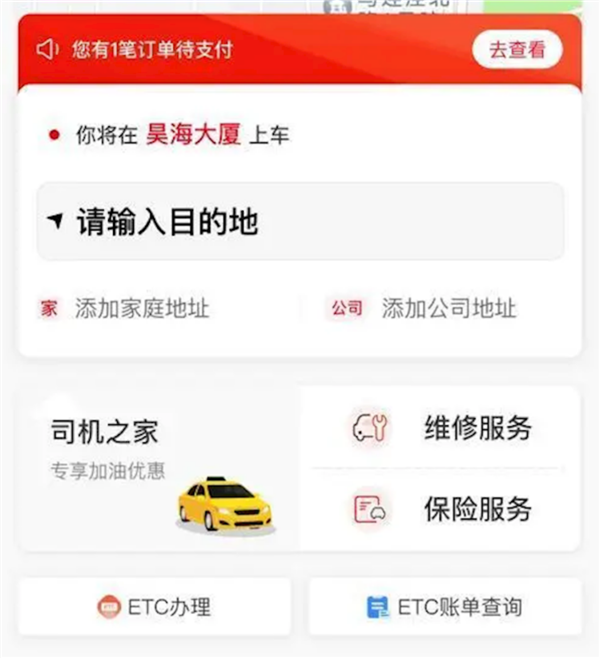 您有1笔订单待支付
去查看
你将在 昊海大厦 上车
请输入目的地
家 添加家庭地址
公司 添加公司地址
司机之家
专享加油优惠
维修服务
保险服务
ETC办理
ETC账单查询